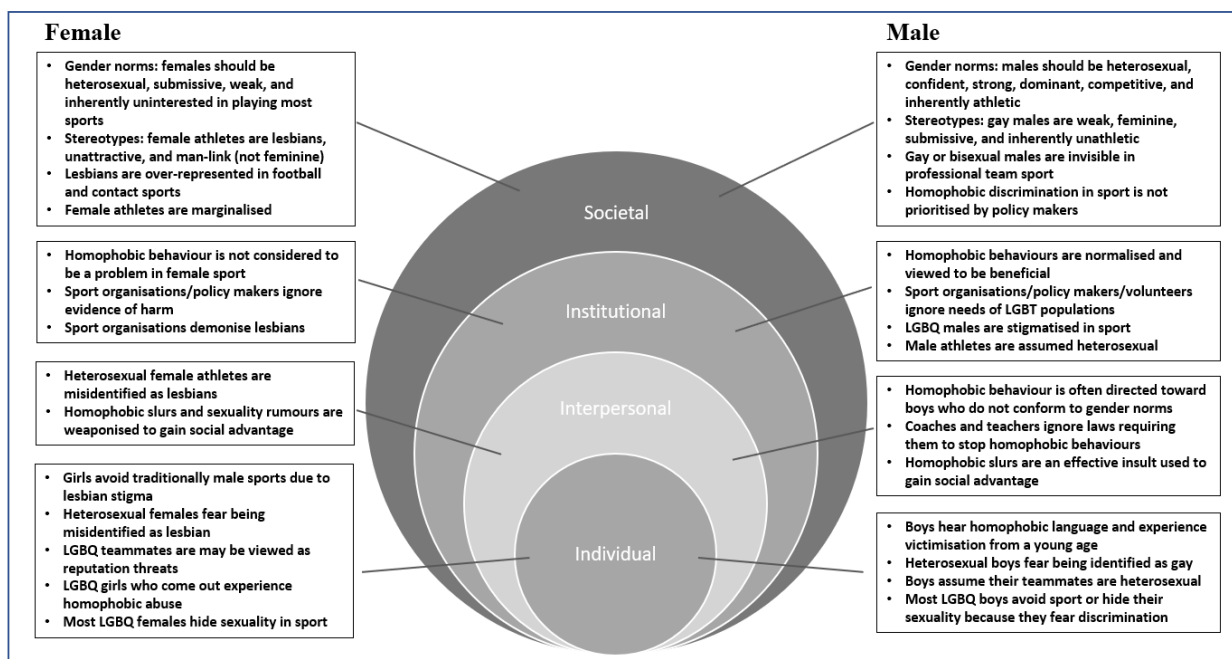 Female
• Gender norms: females should be
heterosexual, submissive, weak, and
inherently uninterested in playing most
sports
• Stereotypes: female athletes are lesbians,
unattractive, and man-link (not feminine)
• Lesbians are over-represented in football
and contact sports
• Female athletes are marginalised
• Homophobic behaviour is not considered to
be a problem in female sport
• Sport organisations/policy makers ignore
evidence of harm
• Sport organisations demonise lesbians
• Heterosexual female athletes are
misidentified as lesbians
• Homophobic slurs and sexuality rumours are
weaponised to gain social advantage
• Girls avoid traditionally male sports due to
lesbian stigma
• Heterosexual females fear being
misidentified as lesbian
• LGBQ teammates are may be viewed as
reputation threats
• LGBQ girls who come out experience
homophobic abuse
• Most LGBQ females hide sexuality in sport
Societal
Institutional
Interpersonal
Individual
Male
• Gender norms: males should be heterosexual,
confident, strong, dominant, competitive, and
inherently athletic
• Stereotypes: gay males are weak, feminine,
submissive, and inherently unathletic
• Gay or bisexual males are invisible in
professional team sport
• Homophobic discrimination in sport is not
prioritised by policy makers
• Homophobic behaviours are normalised and
viewed to be beneficial
• Sport organisations/policy makers/volunteers
ignore needs of LGBT populations
• LGBQ males are stigmatised in sport
• Male athletes are assumed heterosexual
• Homophobic behaviour is often directed toward
boys who do not conform to gender norms
• Coaches and teachers ignore laws requiring
them to stop homophobic behaviours
• Homophobic slurs are an effective insult used to
gain social advantage
• Boys hear homophobic language and experience
victimisation from a young age
• Heterosexual boys fear being identified as gay
• Boys assume their teammates are heterosexual
• Most LGBQ boys avoid sport or hide their
sexuality because they fear discrimination